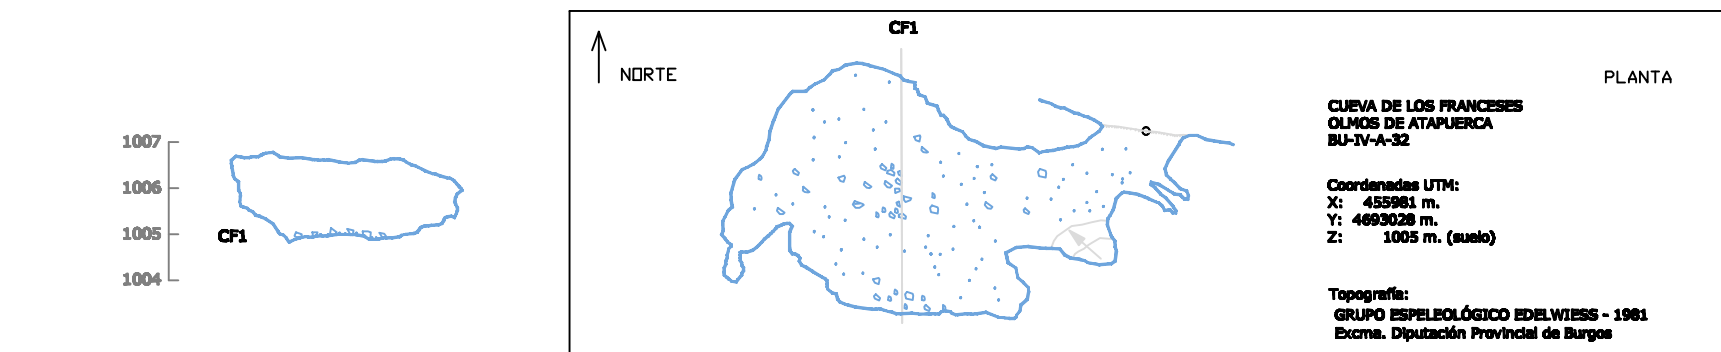 CF1
NORTE
PLANTA
CUEVA DE LOS FRANCESES
OLMOS DE ATAPUERCA
BU-IV-A-32
1007
1006
1005
1004
CF1
Coordenadas UTM:
X: 455981 m.
Y: 4693028 m.
Z: 1005 m. (suelo)
Topografía:
GRUPO ESPELEOLÓGICO EDELWIESS - 1981
Excma. Diputación Provincial de Burgos